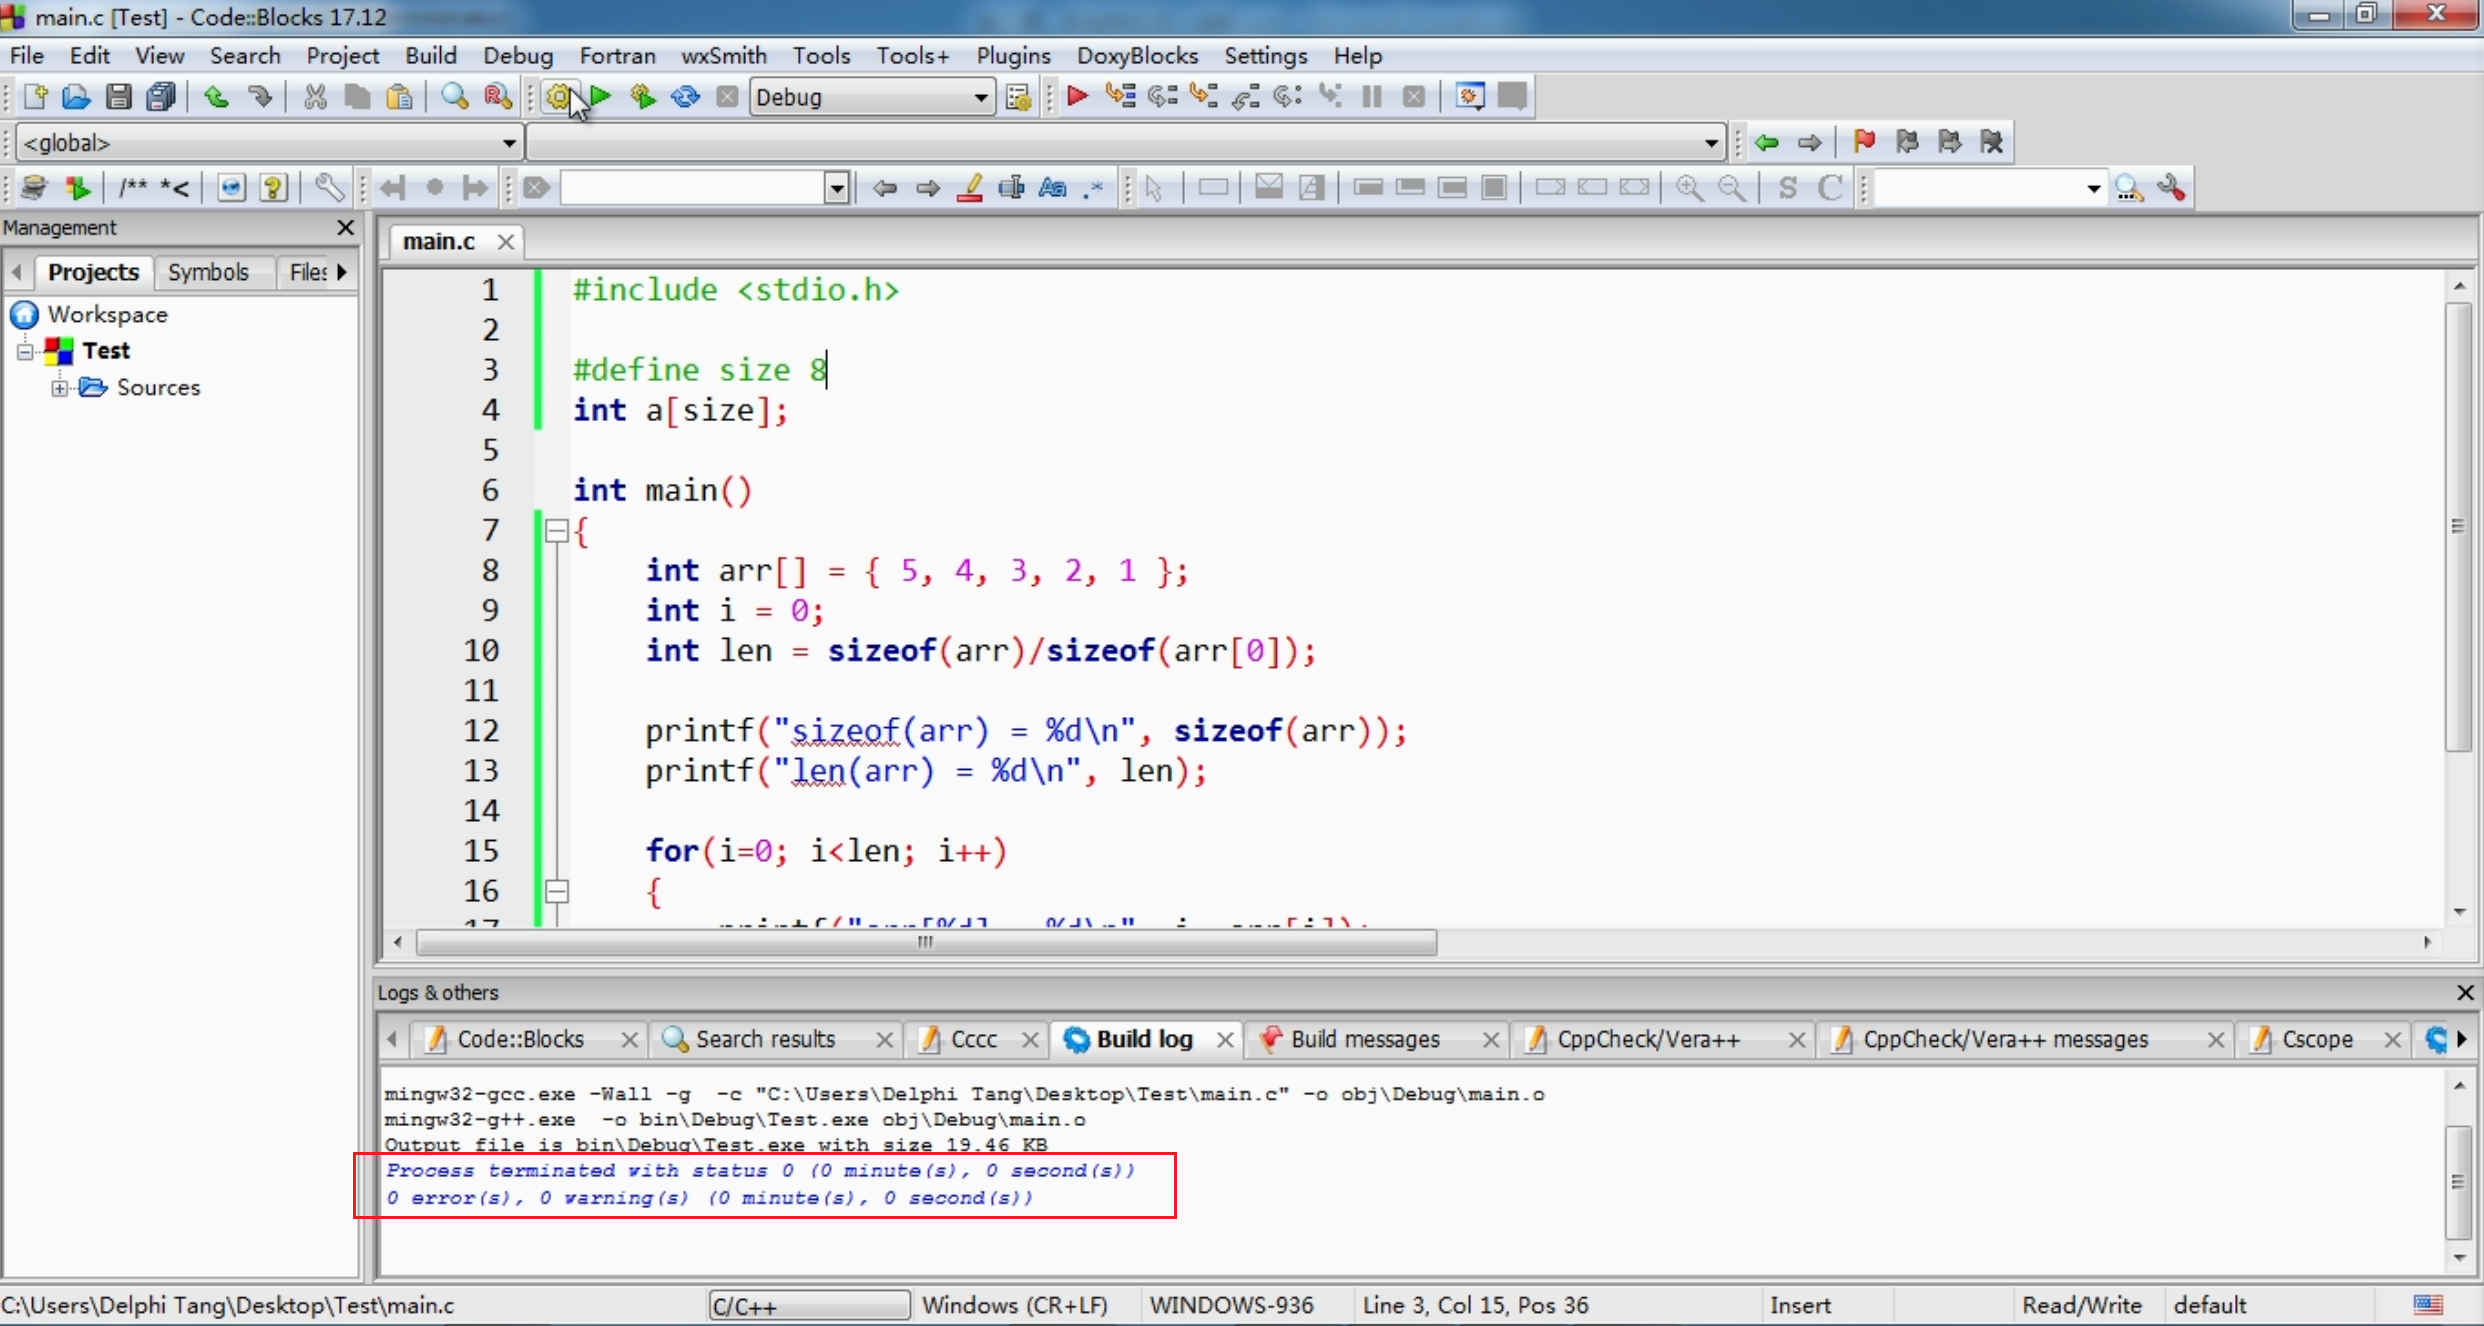 main.c [Test] - Code::Blocks 17.12
File Edit View Search Project Build Debug Fortran wxSmith Tools Tools+ Plugins DoxyBlocks Settings Help
Debug
<global>
/** *<
S C
Management
main.c
Projects Symbols Files
Workspace
Test
Sources
1 #include <stdio.h>
2
3 #define size 8
4 int a[size];
5
6 int main()
7 {
8 int arr[] = { 5, 4, 3, 2, 1 };
9 int i = 0;
10 int len = sizeof(arr)/sizeof(arr[0]);
11
12 printf("sizeof(arr) = %d\n", sizeof(arr));
13 printf("len(arr) = %d\n", len);
14
15 for(i=0; i<len; i++)
16 {
Logs & others
Code::Blocks Search results Cccc Build log Build messages CppCheck/Vera++ CppCheck/Vera++ messages Cscope
mingw32-gcc.exe -Wall -g -c "C:\Users\Delphi Tang\Desktop\Test\main.c" -o obj\Debug\main.o
mingw32-g++.exe -o bin\Debug\Test.exe obj\Debug\main.o
Output file is bin\Debug\Test.exe with size 19.46 KB
Process terminated with status 0 (0 minute(s), 0 second(s))
0 error(s), 0 warning(s) (0 minute(s), 0 second(s))
C:\Users\Delphi Tang\Desktop\Test\main.c C/C++ Windows (CR+LF) WINDOWS-936 Line 3, Col 15, Pos 36 Insert Read/Write default